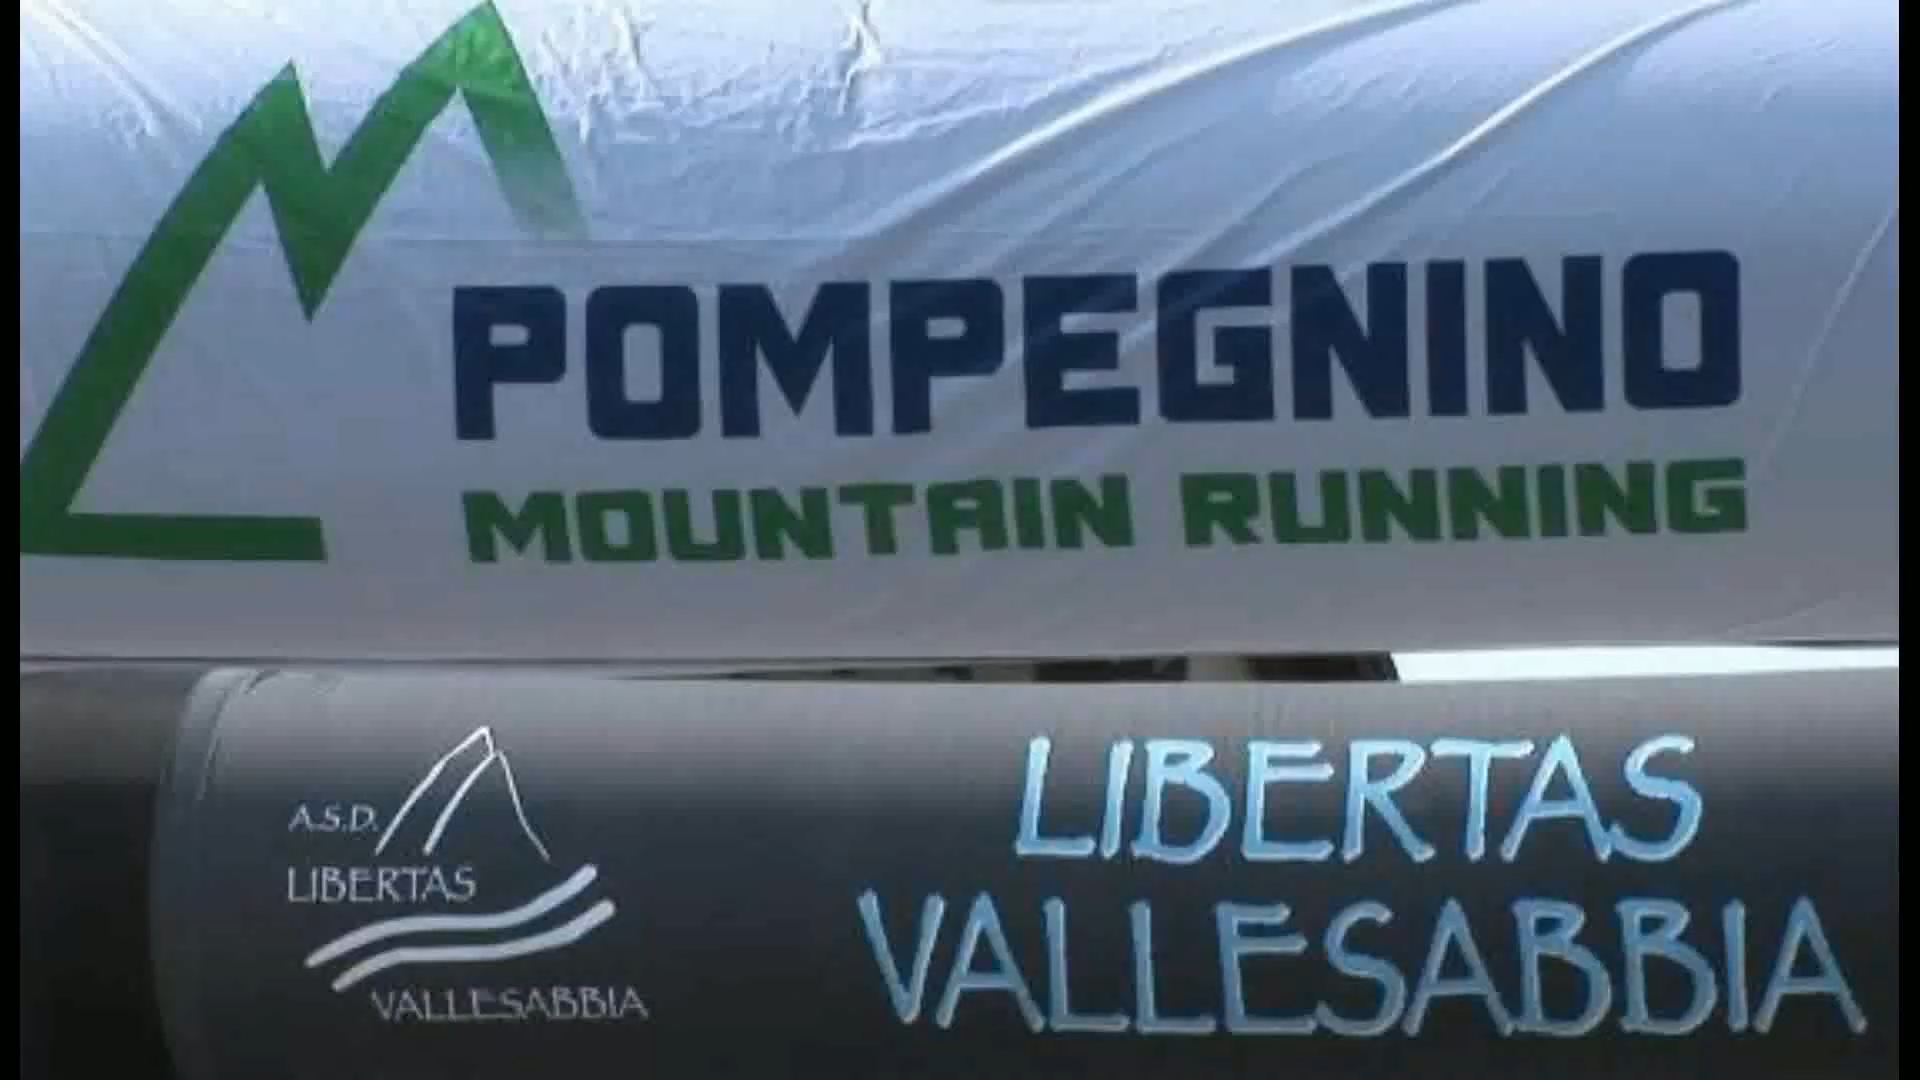 POMPEGNINO
MOUNTAIN RUNNING
A.S.D.
LIBERTAS
VALLESABBIA
LIBERTAS
VALLESABBIA